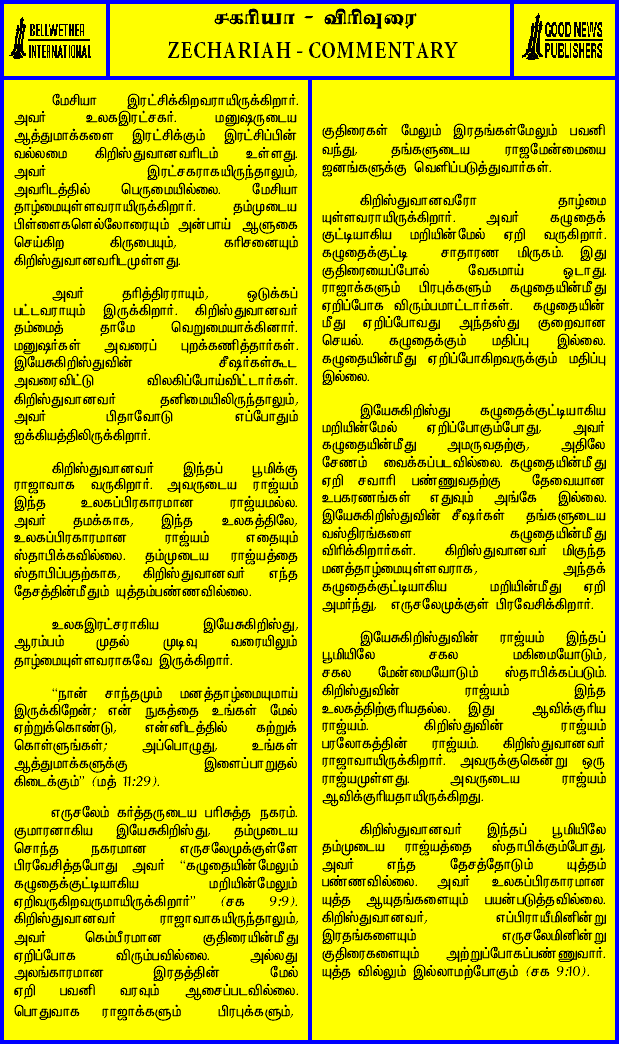 BELLWETHER
INTERNATIONAL
சகரியா - விரிவுரை
ZECHARIAH - COMMENTARY
GOOD NEWS
PUBLISHERS
மேசியா இரட்சிக்கிறவராயிருக்கிறார்.
அவர் உலகஇரட்சகர். மனுஷருடைய
ஆத்துமாக்களை இரட்சிக்கும் இரட்சிப்பின்
வல்லமை கிறிஸ்துவானவரிடம் உள்ளது.
அவர் இரட்சகராகயிருந்தாலும்,
அவரிடத்தில் பெருமையில்லை. மேசியா
தாழ்மையுள்ளவராயிருக்கிறார். தம்முடைய
பிள்ளைகளெல்லோரையும் அன்பாய் ஆளுகை
செய்கிற கிருபையும், கரிசனையும்
கிறிஸ்துவானவரிடமுள்ளது.
அவர் தரித்திரராயும், ஒடுக்கப்
பட்டவராயும் இருக்கிறார். கிறிஸ்துவானவர்
தம்மைத் தாமே வெறுமையாக்கினார்.
மனுஷர்கள் அவரைப் புறக்கணித்தார்கள்.
இயேசுகிறிஸ்துவின் சீஷர்கள்கூட
அவரைவிட்டு விலகிப்போய்விட்டார்கள்.
கிறிஸ்துவானவர் தனிமையிலிருந்தாலும்,
அவர் பிதாவோடு எப்போதும்
ஐக்கியத்திலிருக்கிறார்.
கிறிஸ்துவானவர் இந்தப் பூமிக்கு
ராஜாவாக வருகிறார். அவருடைய ராஜ்யம்
இந்த உலகப்பிரகாரமான ராஜ்யமல்ல.
அவர் தமக்காக, இந்த உலகத்திலே,
உலகப்பிரகாரமான ராஜ்யம் எதையும்
ஸ்தாபிக்கவில்லை. தம்முடைய ராஜ்யத்தை
ஸ்தாபிப்பதற்காக, கிறிஸ்துவானவர் எந்த
தேசத்தின்மீதும் யுத்தம்பண்ணவில்லை.
உலகஇரட்சராகிய இயேசுகிறிஸ்து,
ஆரம்பம் முதல் முடிவு வரையிலும்
தாழ்மையுள்ளவராகவே இருக்கிறார்.
“நான் சாந்தமும் மனத்தாழ்மையுமாய்
இருக்கிறேன்; என் நுகத்தை உங்கள் மேல்
ஏற்றுக்கொண்டு, என்னிடத்தில் கற்றுக்
கொள்ளுங்கள்; அப்பொழுது, உங்கள்
ஆத்துமாக்களுக்கு இளைப்பாறுதல்
கிடைக்கும்” (மத் 11:29).
எருசலேம் கர்த்தருடைய பரிசுத்த நகரம்.
குமாரனாகிய இயேசுகிறிஸ்து, தம்முடைய
சொந்த நகரமான எருசலேமுக்குள்ளே
பிரவேசித்தபோது அவர் “கழுதையின்மேலும்
கழுதைக்குட்டியாகிய மறியின்மேலும்
ஏறிவருகிறவருமாயிருக்கிறார்” (சக 9:9).
கிறிஸ்துவானவர் ராஜாவாகயிருந்தாலும்,
அவர் கெம்பீரமான குதிரையின்மீது
ஏறிப்போக விரும்பவில்லை. அல்லது
அலங்காரமான இரதத்தின் மேல்
ஏறி பவனி வரவும் ஆசைப்படவில்லை.
பொதுவாக ராஜாக்களும் பிரபுக்களும்,
குதிரைகள் மேலும் இரதங்கள்மேலும் பவனி
வந்து, தங்களுடைய ராஜமேன்மையை
ஜனங்களுக்கு வெளிப்படுத்துவார்கள்.
கிறிஸ்துவானவரோ தாழ்மை
யுள்ளவராயிருக்கிறார். அவர் கழுதைக்
குட்டியாகிய மறியின்மேல் ஏறி வருகிறார்.
கழுதைக்குட்டி சாதாரண மிருகம். இது
குதிரையைப்போல் வேகமாய் ஓடாது.
ராஜாக்களும் பிரபுக்களும் கழுதையின்மீது
ஏறிப்போக விரும்பமாட்டார்கள். கழுதையின்
மீது ஏறிப்போவது அந்தஸ்து குறைவான
செயல். கழுதைக்கும் மதிப்பு இல்லை.
கழுதையின்மீது ஏறிப்போகிறவருக்கும் மதிப்பு
இல்லை.
இயேசுகிறிஸ்து கழுதைக்குட்டியாகிய
மறியின்மேல் ஏறிப்போகும்போது, அவர்
கழுதையின்மீது அமருவதற்கு, அதிலே
சேணம் வைக்கப்படவில்லை. கழுதையின்மீது
ஏறி சவாரி பண்ணுவதற்கு தேவையான
உபகரணங்கள் எதுவும் அங்கே இல்லை.
இயேசுகிறிஸ்துவின் சீஷர்கள் தங்களுடைய
வஸ்திரங்களை கழுதையின்மீது
விரிக்கிறார்கள். கிறிஸ்துவானவர் மிகுந்த
மனத்தாழ்மையுள்ளவராக, அந்தக்
கழுதைக்குட்டியாகிய மறியின்மீது ஏறி
அமர்ந்து, எருசலேமுக்குள் பிரவேசிக்கிறார்.
இயேசுகிறிஸ்துவின் ராஜ்யம் இந்தப்
பூமியிலே சகல மகிமையோடும்,
சகல மேன்மையோடும் ஸ்தாபிக்கப்படும்.
கிறிஸ்துவின் ராஜ்யம் இந்த
உலகத்திற்குரியதல்ல. இது ஆவிக்குரிய
ராஜ்யம். கிறிஸ்துவின் ராஜ்யம்
பரலோகத்தின் ராஜ்யம். கிறிஸ்துவானவர்
ராஜாவாயிருக்கிறார். அவருக்கென்று ஒரு
ராஜ்யமுள்ளது. அவருடைய ராஜ்யம்
ஆவிக்குரியதாயிருக்கிறது.
கிறிஸ்துவானவர் இந்தப் பூமியிலே
தம்முடைய ராஜ்யத்தை ஸ்தாபிக்கும்போது,
அவர் எந்த தேசத்தோடும் யுத்தம்
பண்ணவில்லை. அவர் உலகப்பிரகாரமான
யுத்த ஆயுதங்களையும் பயன்படுத்தவில்லை.
கிறிஸ்துவானவர், எப்பிராயீமினின்று
இரதங்களையும் எருசலேமினின்று
குதிரைகளையும் அற்றுப்போகப்பண்ணுவார்.
யுத்த வில்லும் இல்லாமற்போகும் (சக 9:10).